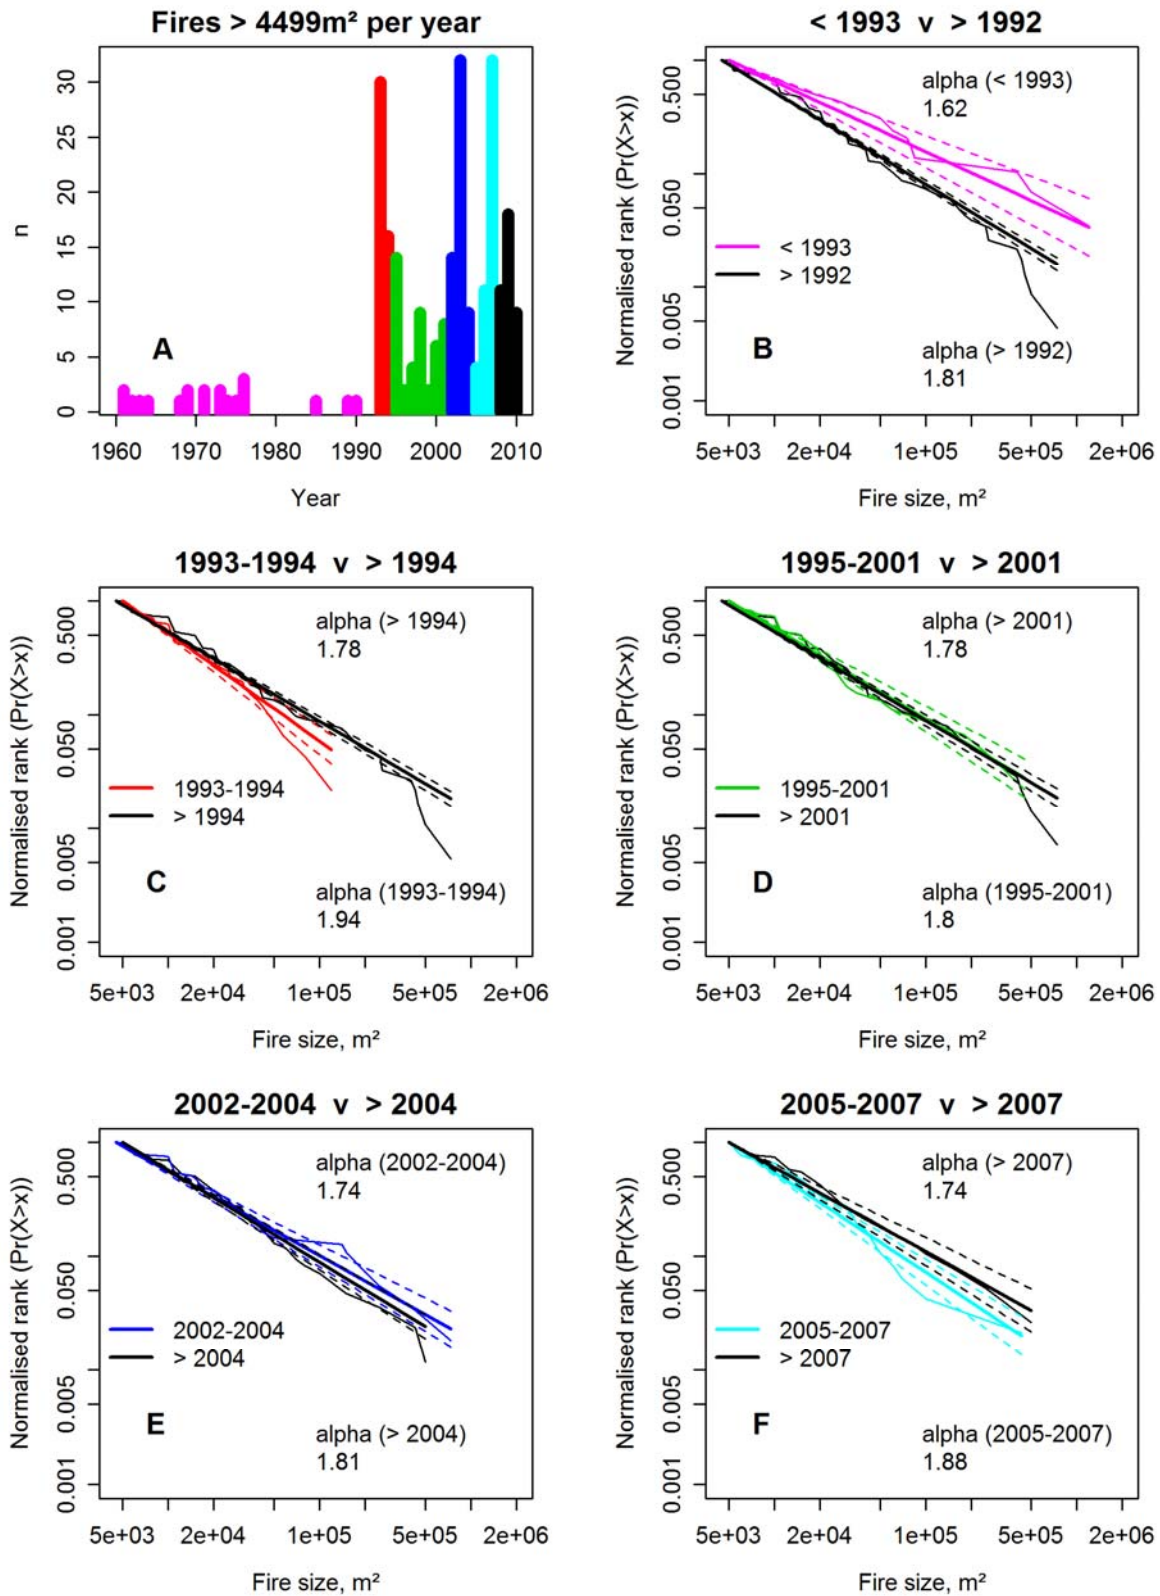 Fires > 4499m² per year
n
30
25
20
15
10
5
0
A
1960 1970 1980 1990 2000 2010
Year
< 1993 v > 1992
Normalised rank (Pr(X>x))
0.500
0.050
0.005
0.001
alpha (< 1993)
1.62
< 1993
> 1992
B
alpha (> 1992)
1.81
5e+03 2e+04 1e+05 5e+05 2e+06
Fire size, m²
1993-1994 v > 1994
Normalised rank (Pr(X>x))
0.500
0.050
0.005
0.001
alpha (> 1994)
1.78
1993-1994
> 1994
C
alpha (1993-1994)
1.94
5e+03 2e+04 1e+05 5e+05 2e+06
Fire size, m²
1995-2001 v > 2001
Normalised rank (Pr(X>x))
0.500
0.050
0.005
0.001
alpha (> 2001)
1.78
1995-2001
> 2001
D
alpha (1995-2001)
1.8
5e+03 2e+04 1e+05 5e+05 2e+06
Fire size, m²
2002-2004 v > 2004
Normalised rank (Pr(X>x))
0.500
0.050
0.005
0.001
alpha (2002-2004)
1.74
2002-2004
> 2004
E
alpha (> 2004)
1.81
5e+03 2e+04 1e+05 5e+05 2e+06
Fire size, m²
2005-2007 v > 2007
Normalised rank (Pr(X>x))
0.500
0.050
0.005
0.001
alpha (> 2007)
1.74
2005-2007
> 2007
F
alpha (2005-2007)
1.88
5e+03 2e+04 1e+05 5e+05 2e+06
Fire size, m²